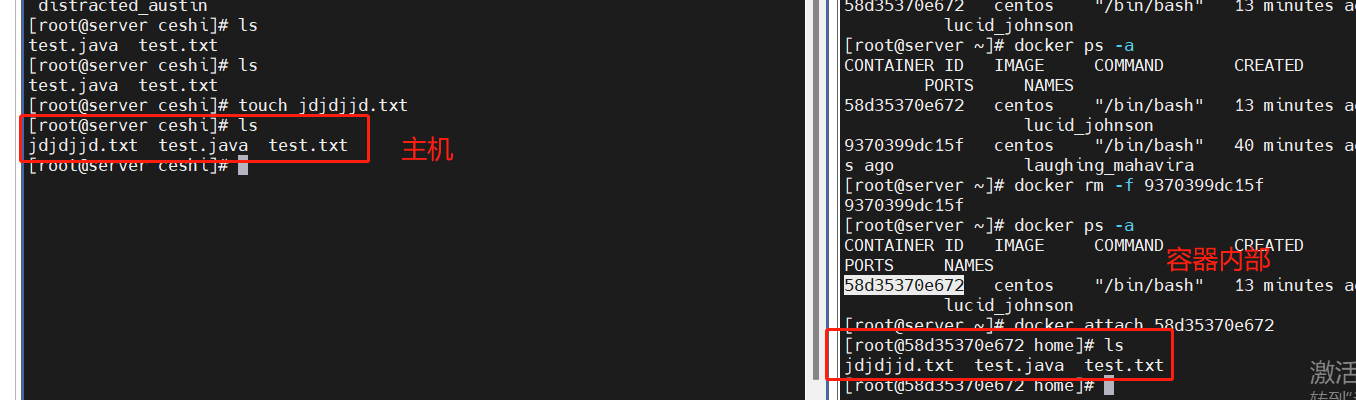 distracted_austin
[root@server ceshi]# ls
test.java  test.txt
[root@server ceshi]# ls
test.java  test.txt
[root@server ceshi]# touch jdjdjjd.txt
[root@server ceshi]# ls
jdjdjjd.txt  test.java  test.txt
[root@server ceshi]#
主机
58d35370e672   centos    "/bin/bash"   13 minutes a
lucid_johnson
[root@server ~]# docker ps -a
CONTAINER ID   IMAGE     COMMAND       CREATED
PORTS     NAMES
58d35370e672   centos    "/bin/bash"   13 minutes a
lucid_johnson
9370399dc15f   centos    "/bin/bash"   40 minutes a
s ago             laughing_mahavira
[root@server ~]# docker rm -f 9370399dc15f
9370399dc15f
[root@server ~]# docker ps -a
CONTAINER ID   IMAGE     COMMAND       CREATED
PORTS     NAMES
容器内部
58d35370e672   centos    "/bin/bash"   13 minutes a
lucid_johnson
[root@server ~]# docker attach 58d35370e672
[root@58d35370e672 home]# ls
jdjdjjd.txt  test.java  test.txt
[root@58d35370e672 home]#
激活